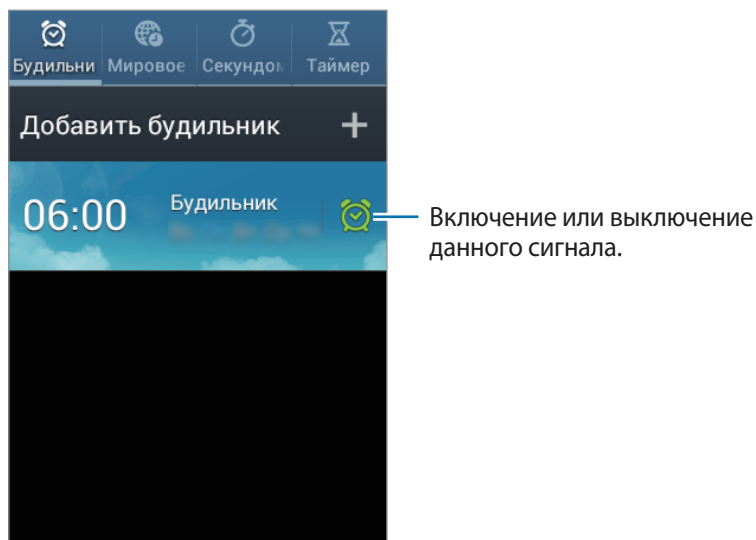 Будильни Мировое Секундом Таймер
Добавить будильник
06:00 Будильник
Включение или выключение
данного сигнала.